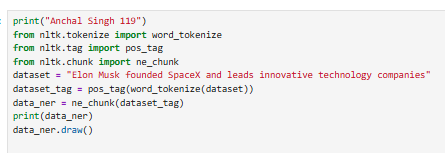 print("Anchal Singh 119")
from nltk.tokenize import word_tokenize
from nltk.tag import pos_tag
from nltk.chunk import ne_chunk
dataset = "Elon Musk founded SpaceX and leads innovative technology companies"
dataset_tag = pos_tag(word_tokenize(dataset))
data_ner = ne_chunk(dataset_tag)
print(data_ner)
data_ner.draw()